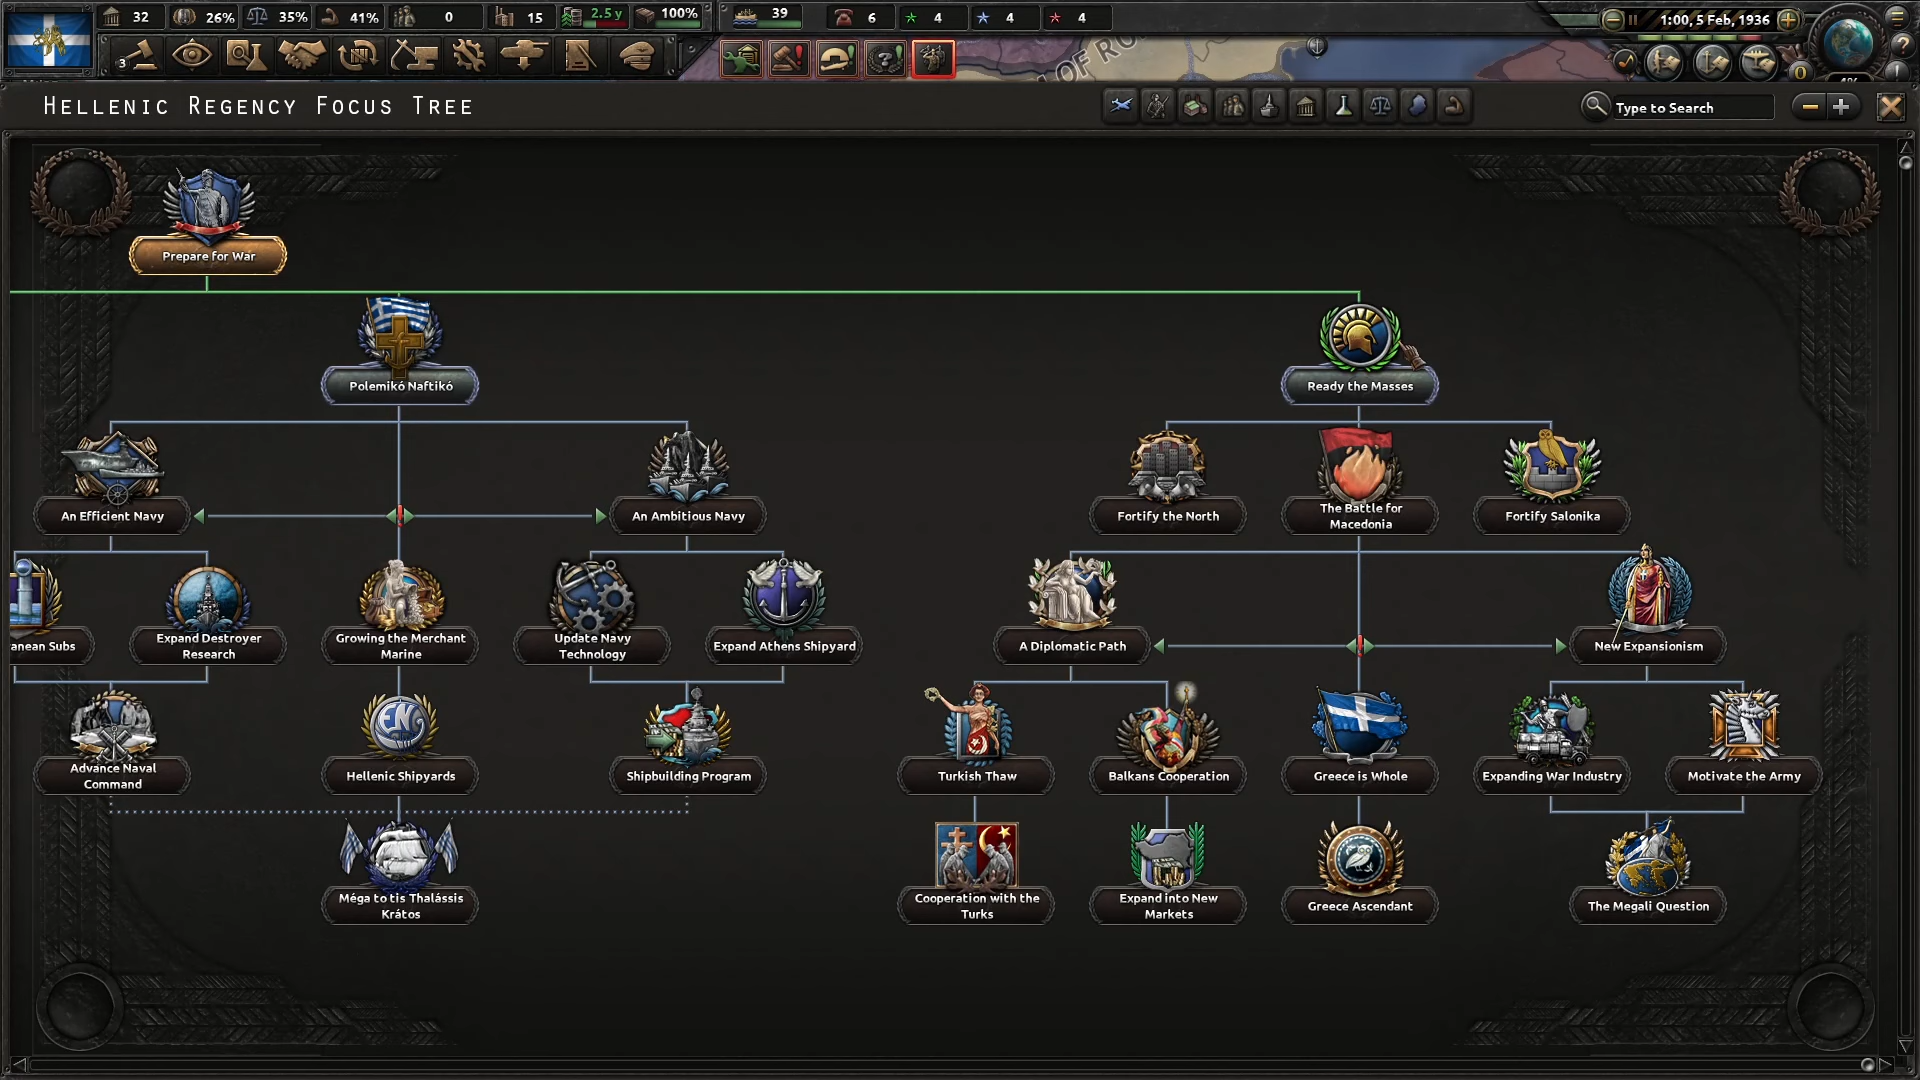 32
26%
35%
41%
0
15
2.5 y
100%
39
6
4
4
4
1:00, 5 Feb, 1936
3
0
HELLENIC REGENCY FOCUS TREE
Type to Search
Prepare for War
Polemikó Naftikó
Ready the Masses
An Efficient Navy
An Ambitious Navy
Fortify the North
The Battle for
Macedonia
Fortify Salonika
anean Subs
Expand Destroyer
Research
Growing the Merchant
Marine
Update Navy
Technology
Expand Athens Shipyard
A Diplomatic Path
New Expansionism
ENG
Advance Naval
Command
Hellenic Shipyards
Shipbuilding Program
Turkish Thaw
Balkans Cooperation
Greece is Whole
Expanding War Industry
Motivate the Army
Méga to tis Thalássis
Krátos
Cooperation with the
Turks
Expand into New
Markets
Greece Ascendant
The Megali Question